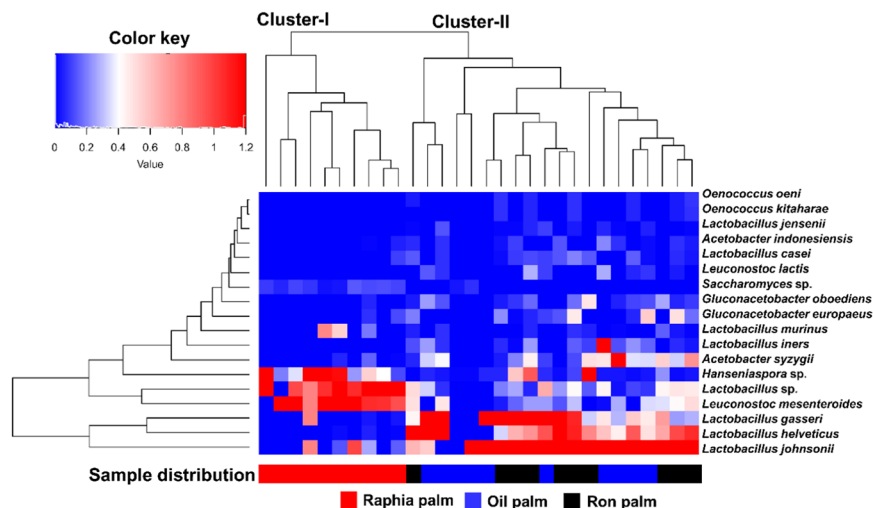 Cluster-I
Cluster-II
Color key
0 0.2 0.4 0.6 0.8 1 1.2
Value
Oenococcus oeni
Oenococcus kitaharae
Lactobacillus jensenii
Acetobacter indonesiensis
Lactobacillus casei
Leuconostoc lactis
Saccharomyces sp.
Gluconacetobacter oboediens
Gluconacetobacter europaeus
Lactobacillus murinus
Lactobacillus iners
Acetobacter syzygii
Hanseniaspora sp.
Lactobacillus sp.
Leuconostoc mesenteroides
Lactobacillus gasseri
Lactobacillus helveticus
Lactobacillus johnsonii
Sample distribution
Raphia palm Oil palm Ron palm